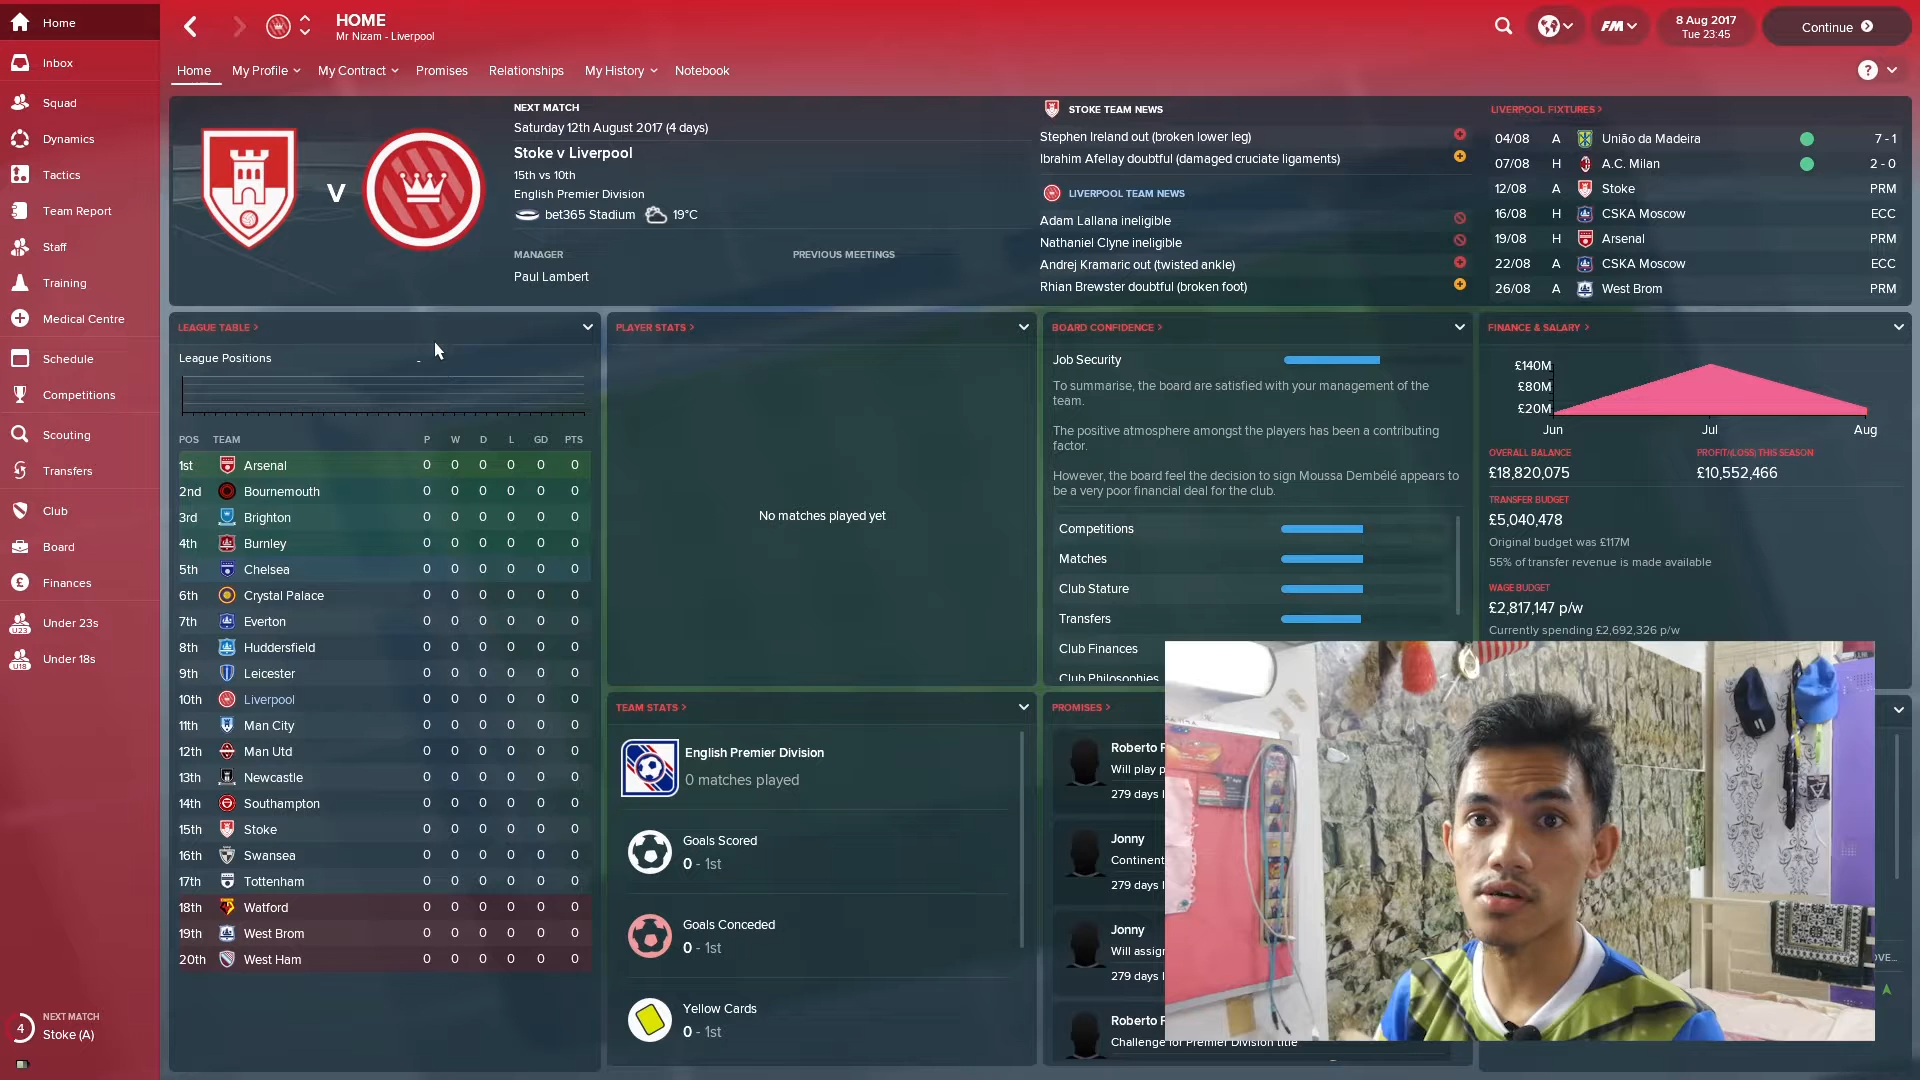 Home
Inbox
Squad
Dynamics
Tactics
Team Report
Staff
Training
Medical Centre
Schedule
Competitions
Scouting
Transfers
Club
Board
Finances
U23
Under 23s
U18
Under 18s
4
NEXT MATCH
Stoke (A)
HOME
Mr Nizam - Liverpool
FM
8 Aug 2017
Tue 23:45
Continue
Home
My Profile
My Contract
Promises
Relationships
My History
Notebook
?
V
NEXT MATCH
Saturday 12th August 2017 (4 days)
Stoke v Liverpool
15th vs 10th
English Premier Division
bet365 Stadium 19°C
MANAGER
Paul Lambert
PREVIOUS MEETINGS
STOKE TEAM NEWS
Stephen Ireland out (broken lower leg)
Ibrahim Afellay doubtful (damaged cruciate ligaments)
LIVERPOOL TEAM NEWS
Adam Lallana ineligible
Nathaniel Clyne ineligible
Andrej Kramaric out (twisted ankle)
Rhian Brewster doubtful (broken foot)
LIVERPOOL FIXTURES >
04/08 A União da Madeira 7 - 1
07/08 H A.C. Milan 2 - 0
12/08 A Stoke PRM
16/08 H CSKA Moscow ECC
19/08 H Arsenal PRM
22/08 A CSKA Moscow ECC
26/08 A West Brom PRM
LEAGUE TABLE >
League Positions -
POS TEAM P W D L GD PTS
1st Arsenal 0 0 0 0 0 0
2nd Bournemouth 0 0 0 0 0 0
3rd Brighton 0 0 0 0 0 0
4th Burnley 0 0 0 0 0 0
5th Chelsea 0 0 0 0 0 0
6th Crystal Palace 0 0 0 0 0 0
7th Everton 0 0 0 0 0 0
8th Huddersfield 0 0 0 0 0 0
9th Leicester 0 0 0 0 0 0
10th Liverpool 0 0 0 0 0 0
11th Man City 0 0 0 0 0 0
12th Man Utd 0 0 0 0 0 0
13th Newcastle 0 0 0 0 0 0
14th Southampton 0 0 0 0 0 0
15th Stoke 0 0 0 0 0 0
16th Swansea 0 0 0 0 0 0
17th Tottenham 0 0 0 0 0 0
18th Watford 0 0 0 0 0 0
19th West Brom 0 0 0 0 0 0
20th West Ham 0 0 0 0 0 0
PLAYER STATS >
No matches played yet
TEAM STATS >
English Premier Division
0 matches played
Goals Scored
0 - 1st
Goals Conceded
0 - 1st
Yellow Cards
0 - 1st
BOARD CONFIDENCE >
Job Security
To summarise, the board are satisfied with your management of the
team.
The positive atmosphere amongst the players has been a contributing
factor.
However, the board feel the decision to sign Moussa Dembélé appears to
be a very poor financial deal for the club.
Competitions
Matches
Club Stature
Transfers
Club Finances
Club Philosophies
PROMISES >
Roberto F
Will play p
279 days l
Jonny
Continent
279 days l
Jonny
Will assign
279 days l
Roberto F
Challenge for Premier Division title
FINANCE & SALARY >
£140M
£80M
£20M
Jun Jul Aug
OVERALL BALANCE
£18,820,075
PROFIT/(LOSS) THIS SEASON
£10,552,466
TRANSFER BUDGET
£5,040,478
Original budget was £117M
55% of transfer revenue is made available
WAGE BUDGET
£2,817,147 p/w
Currently spending £2,692,326 p/w